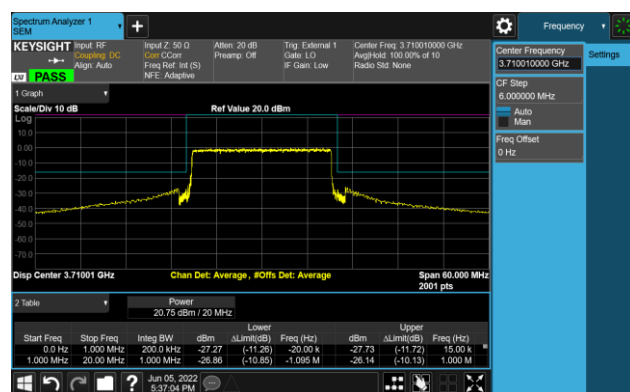 Spectrum Analyzer 1
SEM
Frequency
KEYSIGHT
Input: RF
Coupling: DC
Align: Auto
Input Z: 50 Ω
Corr CCorr
Freq Ref: Int (S)
NFE: Adaptive
Atten: 20 dB
Preamp: Off
Trig: External 1
Gate: LO
IF Gain: Low
Center Freq: 3.710010000 GHz
Avg|Hold: 100.00% of 10
Radio Std: None
LXI PASS
Center Frequency
3.710010000 GHz
Settings
CF Step
6.000000 MHz
Auto
Man
Freq Offset
0 Hz
1 Graph
Scale/Div 10 dB
Ref Value 20.0 dBm
Log
10.0
0.00
-10.0
-20.0
-30.0
-40.0
-50.0
-60.0
-70.0
Disp Center 3.71001 GHz
Chan Det: Average, #Offs Det: Average
Span 60.000 MHz
2001 pts
2 Table
Power
20.75 dBm / 20 MHz
Lower Upper
Start Freq Stop Freq Integ BW dBm ΔLimit(dB) Freq (Hz) dBm ΔLimit(dB) Freq (Hz)
0.0 Hz 1.000 MHz 200.0 kHz -27.27 (-11.26) -20.00 k -27.73 (-11.72) 15.00 k
1.000 MHz 20.00 MHz 1.000 MHz -26.86 (-10.85) -1.095 M -26.14 (-10.13) 1.000 M
?
Jun 05, 2022
5:37:04 PM